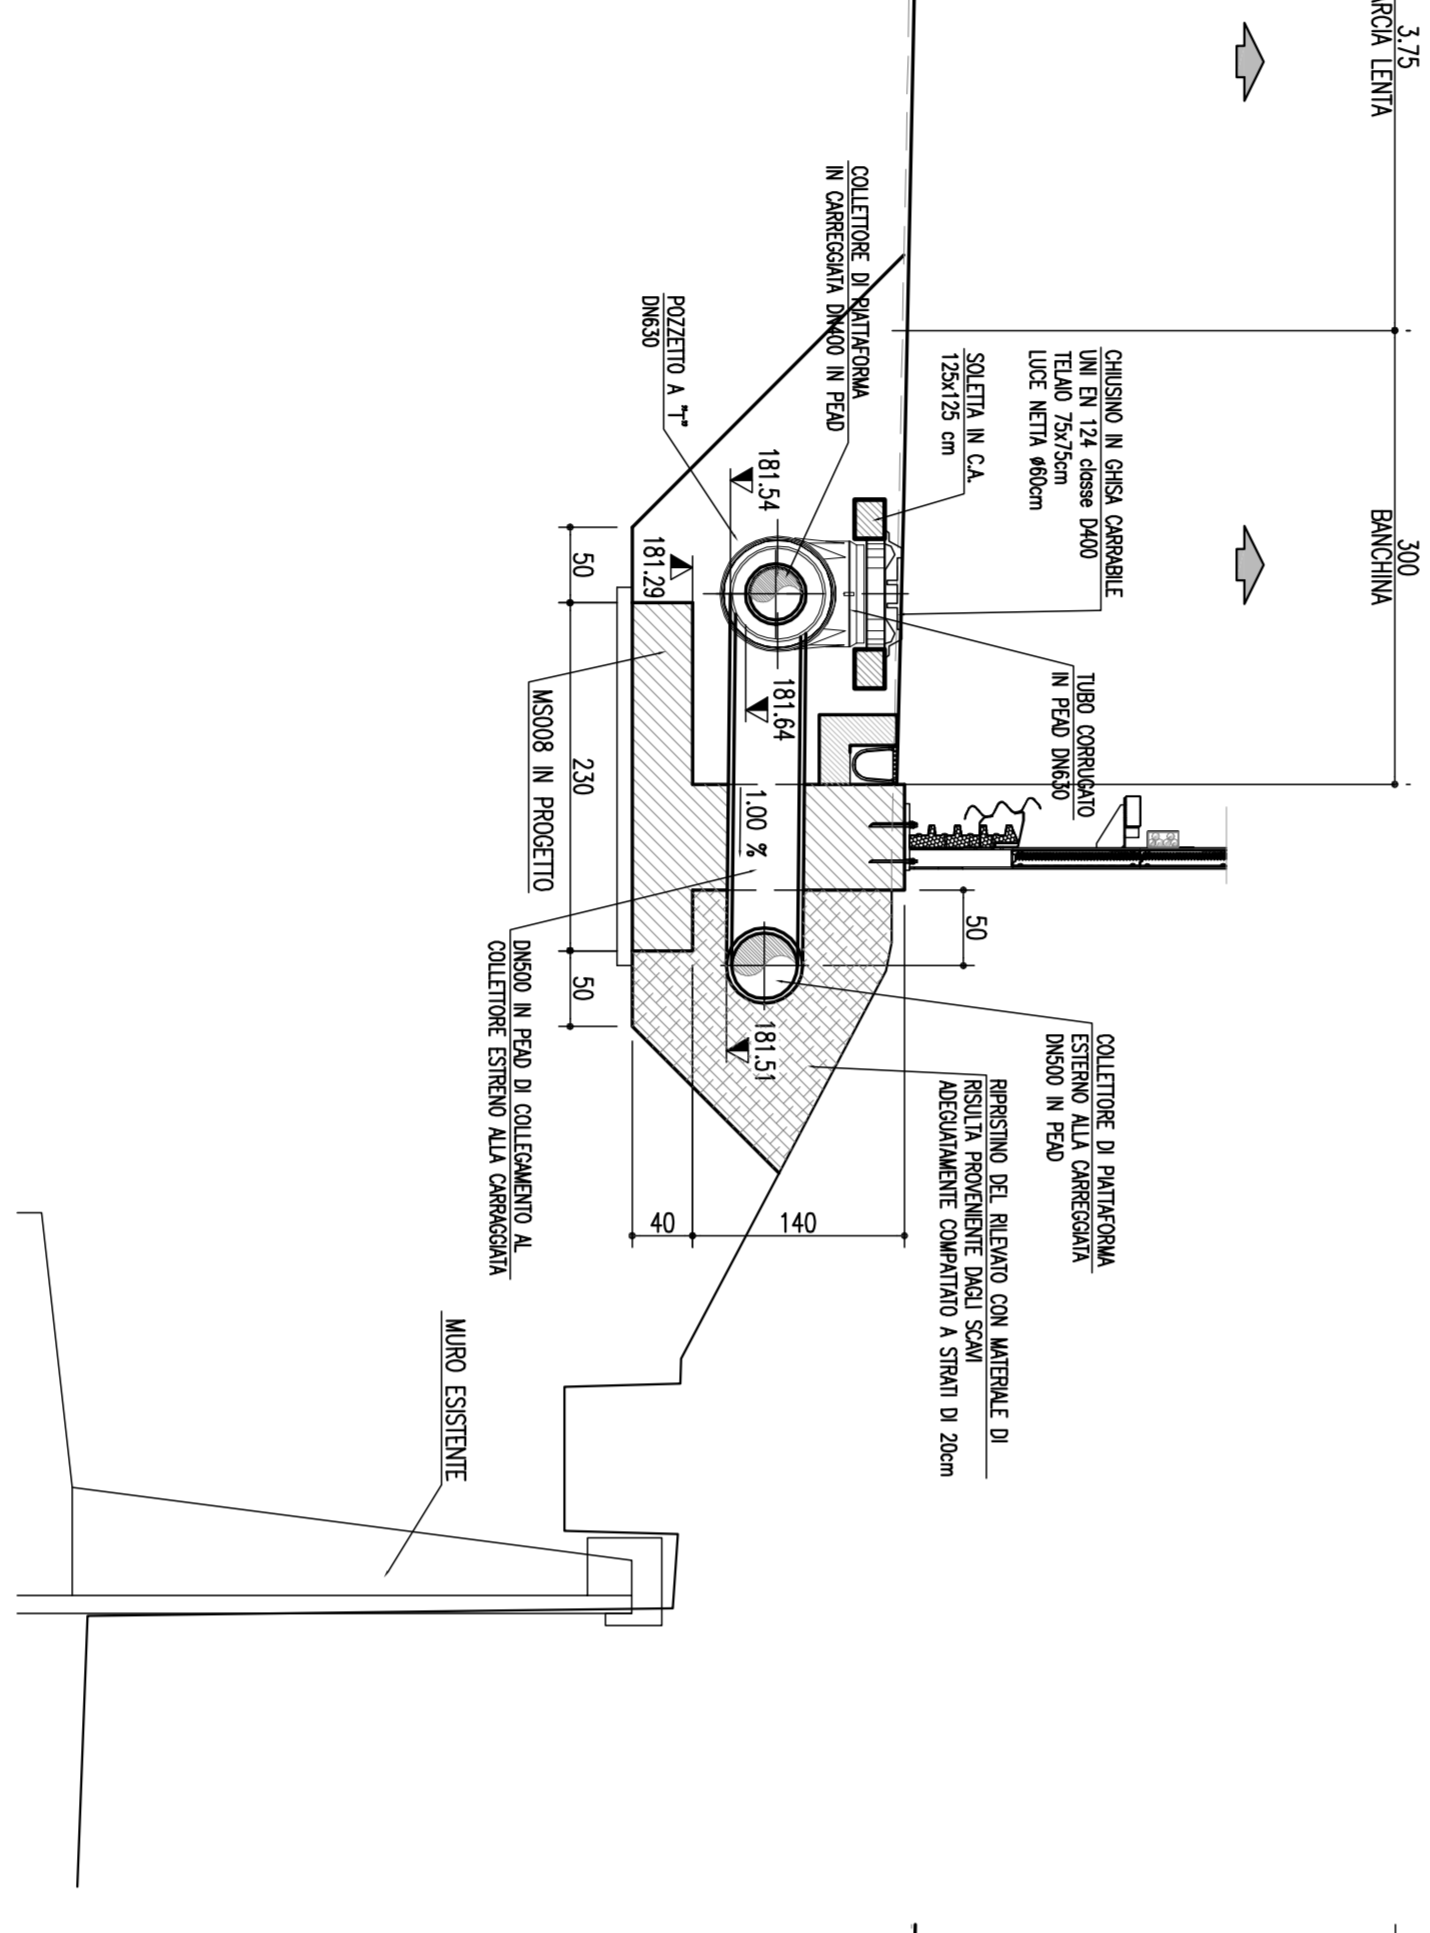 3.75
ARCIA LENTA
300
BANCHINA
CHIUSINO IN GHISA CARRABILE
UNI EN 124 classe D400
TELAIO 75x75cm
LUCE NETTA ø60cm
SOLETTA IN C.A.
125x125 cm
COLLETTORE DI PIATTAFORMA
IN CARREGGIATA DN400 IN PEAD
POZZETTO A "T"
DN630
TUBO CORRUGATO
IN PEAD DN630
181.54
181.64
181.29
1.00 %
181.51
50
50
230
50
MS008 IN PROGETTO
DN500 IN PEAD DI COLLEGAMENTO AL
COLLETTORE ESTRENO ALLA CARRAGGIATA
COLLETTORE DI PIATTAFORMA
ESTERNO ALLA CARREGGIATA
DN500 IN PEAD
RIPRISTINO DEL RILEVATO CON MATERIALE DI
RISULTA PROVENIENTE DAGLI SCAVI
ADEGUATAMENTE COMPATTATO A STRATI DI 20cm
140
40
MURO ESISTENTE